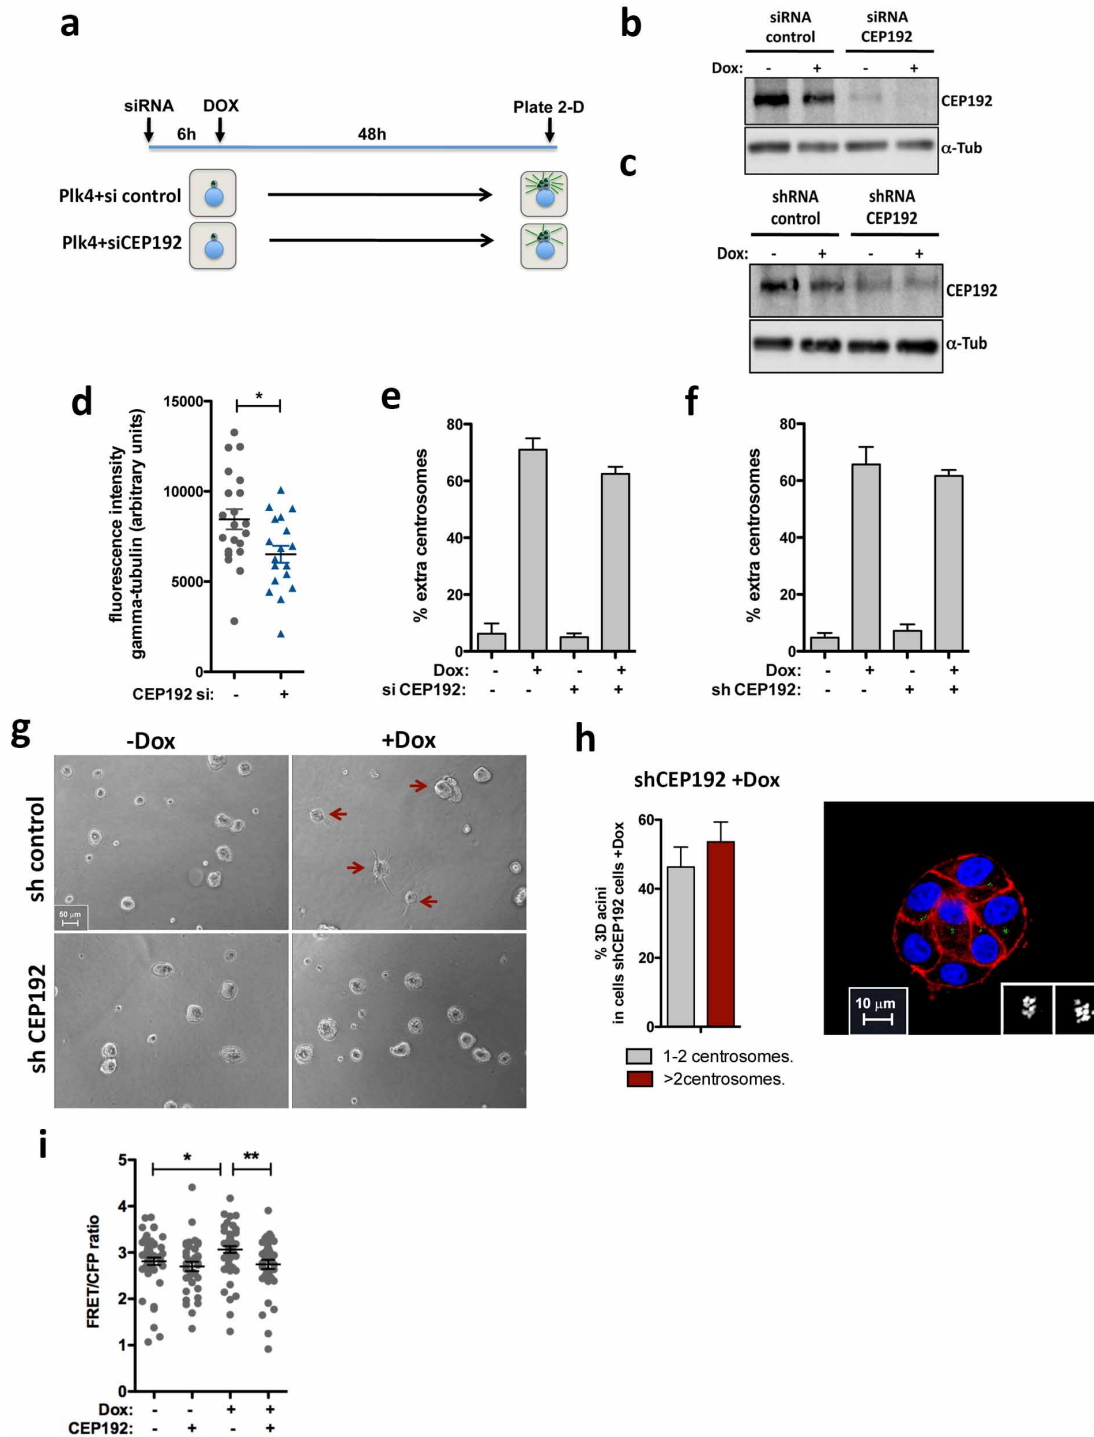 a
siRNA DOX Plate 2-D
6h 48h
Plk4+si control
Plk4+siCEP192
b
siRNA control siRNA CEP192
Dox: - + - +
CEP192
α-Tub
c
shRNA control shRNA CEP192
Dox: - + - +
CEP192
α-Tub
d
fluorescence intensity
gamma-tubulin (arbitrary units)
15000
10000
5000
0
*
CEP192 si: - +
e
% extra centrosomes
80
60
40
20
0
Dox: - + - +
si CEP192: - - + +
f
% extra centrosomes
80
60
40
20
0
Dox: - + - +
sh CEP192: - - + +
g
-Dox +Dox
sh control
50 μm
sh CEP192
h
shCEP192 +Dox
% 3D acini
in cells shCEP192 cells +Dox
60
40
20
0
1-2 centrosomes.
>2centrosomes.
10 μm
i
FRET/CFP ratio
5
4
3
2
1
0
* **
Dox: - - + +
CEP192: - + - +